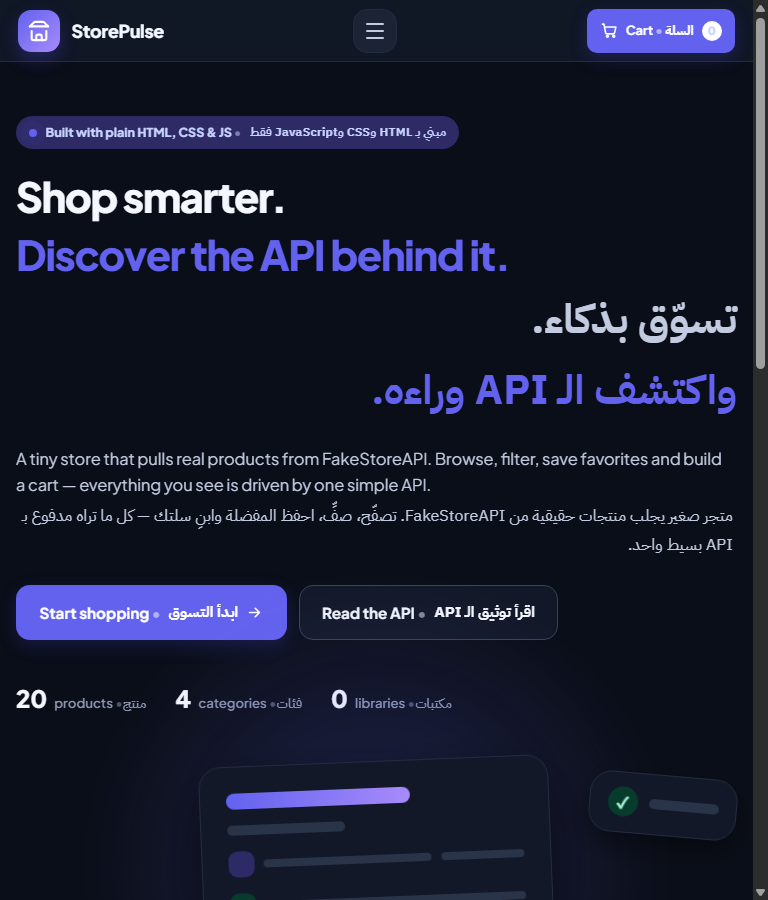 StorePulse
Cart • السلة 0
Built with plain HTML, CSS & JS • مبني بـ HTML وCSS وJavaScript فقط
Shop smarter.
Discover the API behind it.
تسوّق بذكاء.
واكتشف الـ API وراءه.
A tiny store that pulls real products from FakeStoreAPI. Browse, filter, save favorites and build
a cart — everything you see is driven by one simple API.
متجر صغير يجلب منتجات حقيقية من FakeStoreAPI. تصفّح، صفِّ، احفظ المفضلة وابنِ سلتك — كل ما تراه مدفوع بـ
API بسيط واحد.
Start shopping • ابدأ التسوق →
Read the API • اقرأ توثيق الـ API
20 products • منتج 4 categories • فئات 0 libraries • مكتبات